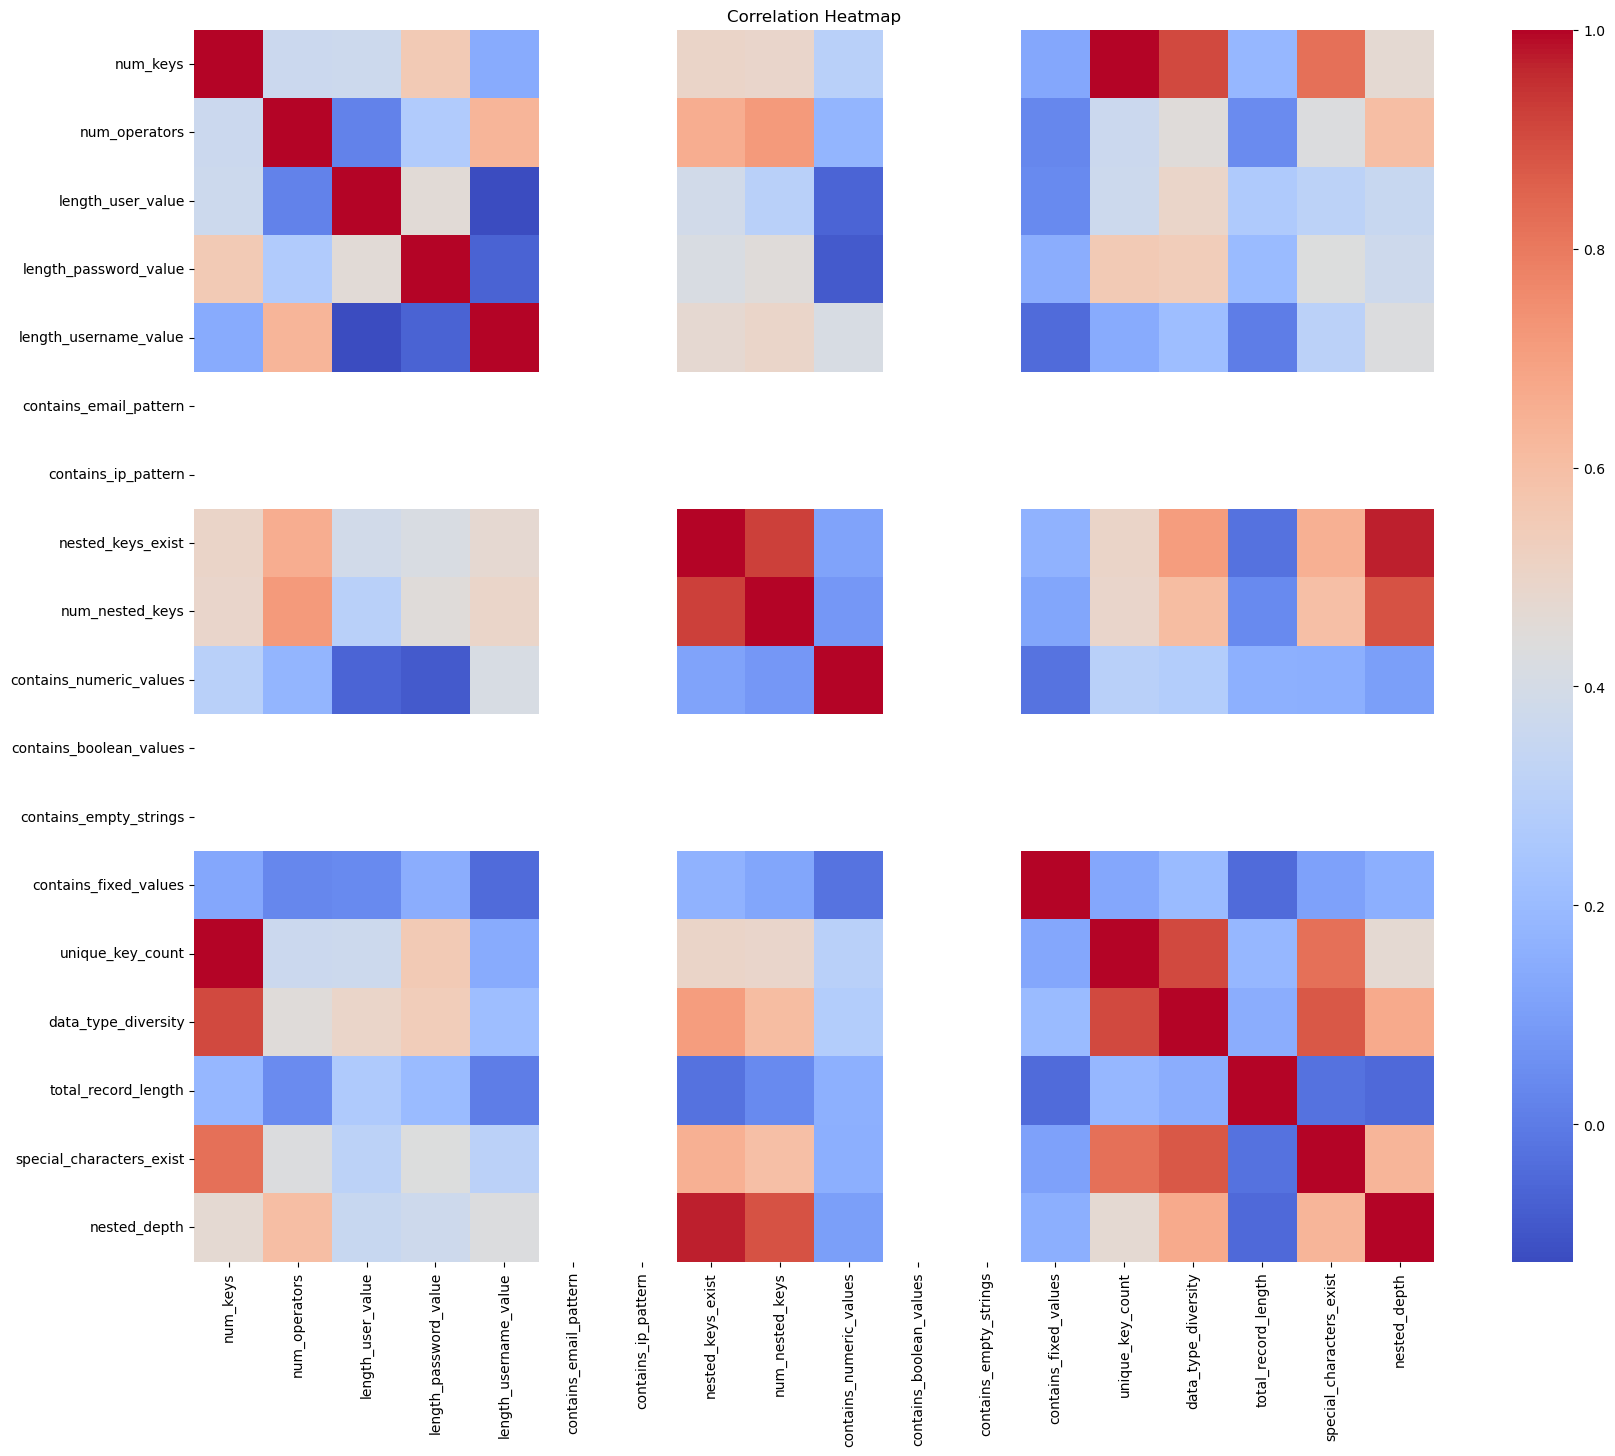 Correlation Heatmap
num_keys
num_operators
length_user_value
length_password_value
length_username_value
contains_email_pattern
contains_ip_pattern
nested_keys_exist
num_nested_keys
contains_numeric_values
contains_boolean_values
contains_empty_strings
contains_fixed_values
unique_key_count
data_type_diversity
total_record_length
special_characters_exist
nested_depth
num_keys
num_operators
length_user_value
length_password_value
length_username_value
contains_email_pattern
contains_ip_pattern
nested_keys_exist
num_nested_keys
contains_numeric_values
contains_boolean_values
contains_empty_strings
contains_fixed_values
unique_key_count
data_type_diversity
total_record_length
special_characters_exist
nested_depth
1.0
0.8
0.6
0.4
0.2
0.0